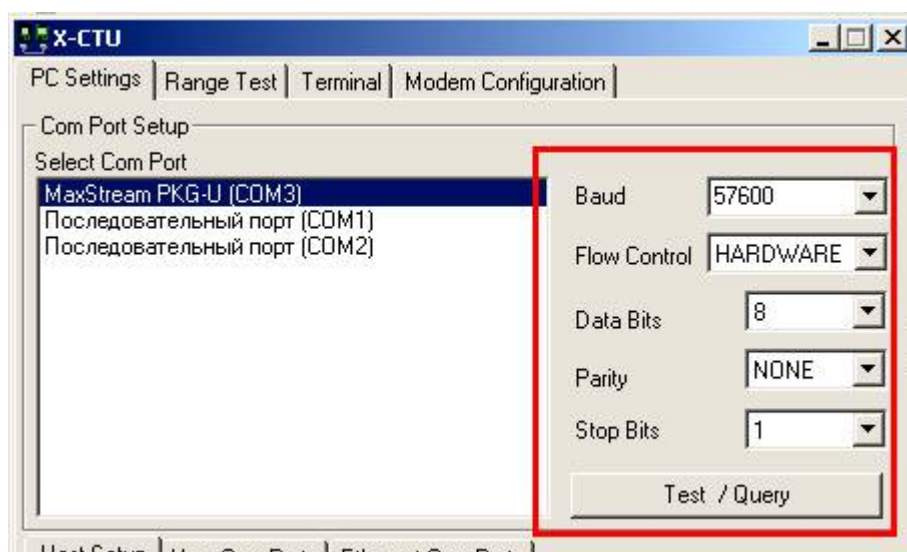 X-CTU
PC Settings Range Test Terminal Modem Configuration
Com Port Setup
Select Com Port
MaxStream PKG-U (COM3)
Последовательный порт (COM1)
Последовательный порт (COM2)
Baud 57600
Flow Control HARDWARE
Data Bits 8
Parity NONE
Stop Bits 1
Test / Query